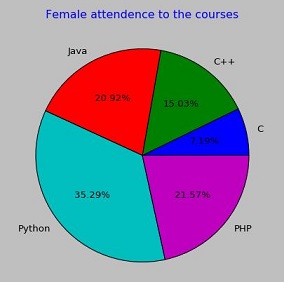 Female attendence to the courses
Java
C++
20.92%
15.03%
C
7.19%
35.29%
21.57%
Python
PHP